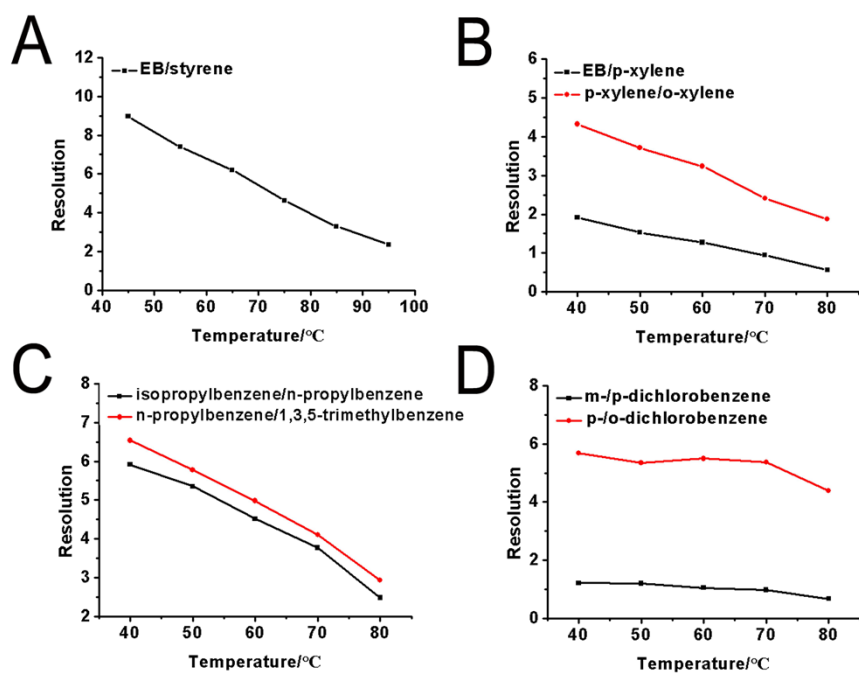 A
EB/styrene
12
10
8
6
4
2
0
Resolution
40 50 60 70 80 90 100
Temperature/°C
B
EB/p-xylene
p-xylene/o-xylene
6
5
4
3
2
1
0
Resolution
40 50 60 70 80
Temperature/°C
C
isopropylbenzene/n-propylbenzene
n-propylbenzene/1,3,5-trimethylbenzene
8
7
6
5
4
3
2
Resolution
40 50 60 70 80
Temperature/°C
D
m-/p-dichlorobenzene
p-/o-dichlorobenzene
8
6
4
2
0
Resolution
40 50 60 70 80
Temperature/°C